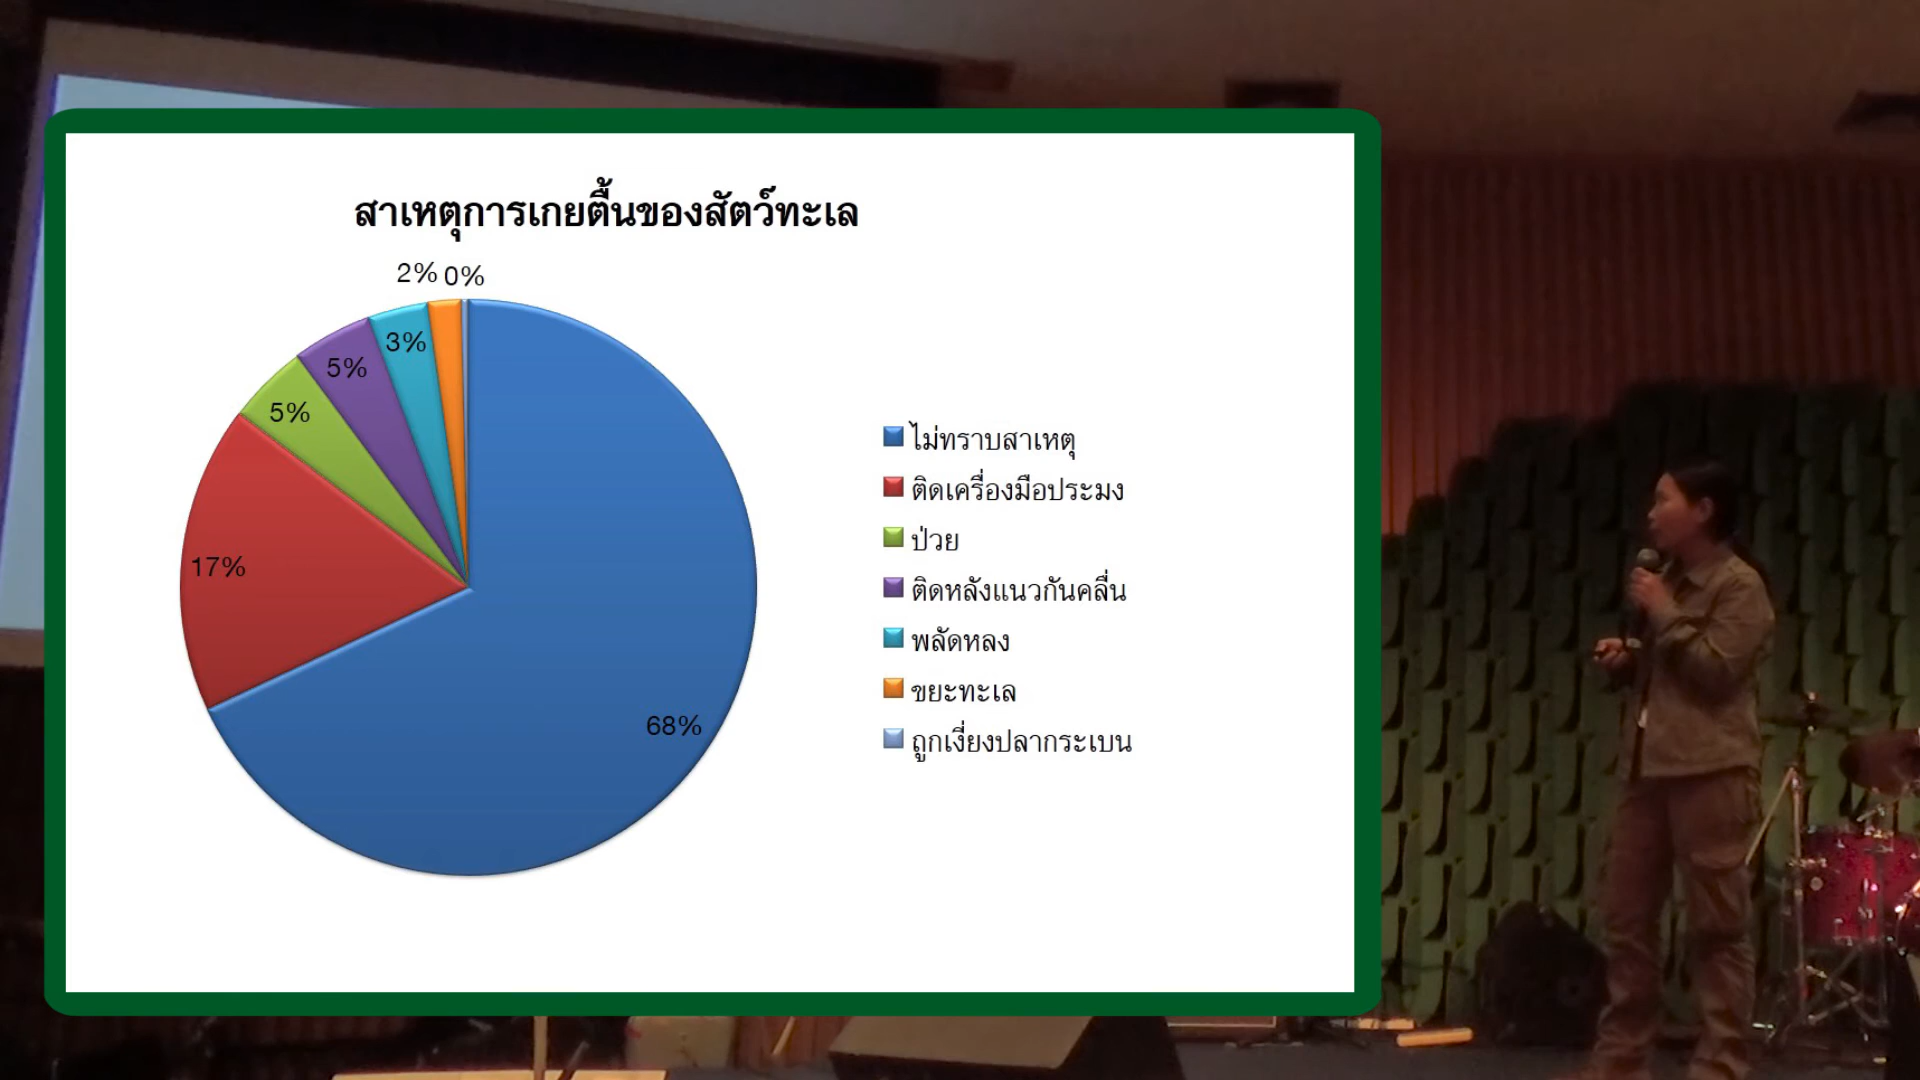 สาเหตุการเกยตื้นของสัตว์ทะเล
2% 0%
3%
5%
5%
17%
68%
ไม่ทราบสาเหตุ
ติดเครื่องมือประมง
ป่วย
ติดหลังแนวกันคลื่น
พลัดหลง
ขยะทะเล
ถูกเงี่ยงปลากระเบน